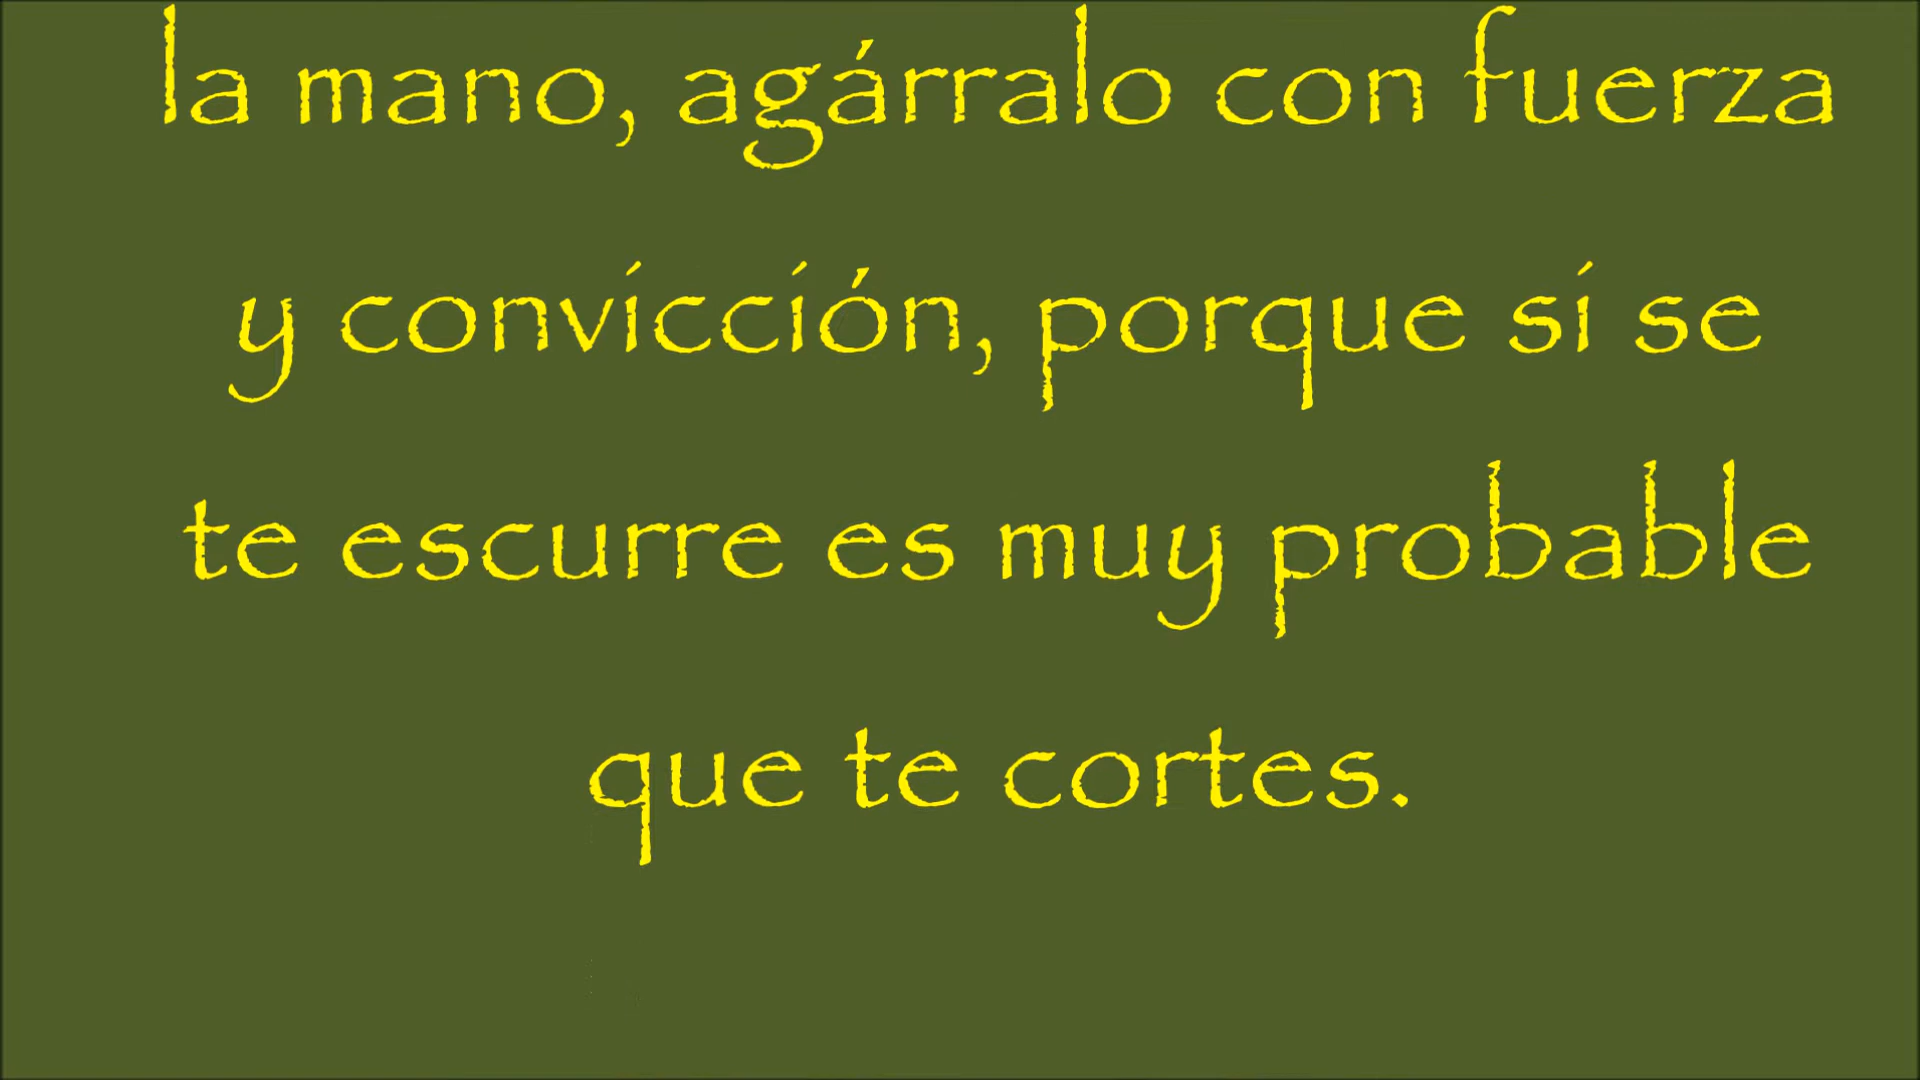 la mano, agárralo con fuerza
y convicción, porque si se
te escurre es muy probable
que te cortes.